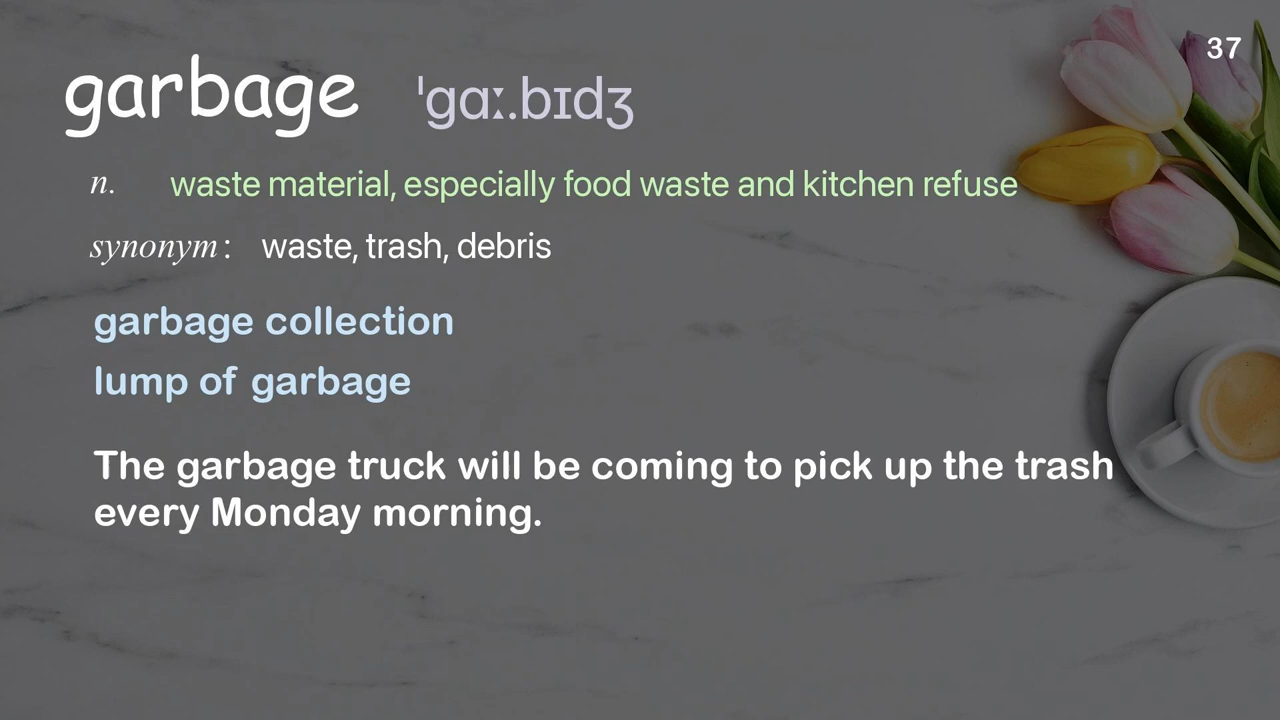 37
garbage ˈɡɑː.bɪdʒ
n. waste material, especially food waste and kitchen refuse
synonym: waste, trash, debris
garbage collection
lump of garbage
The garbage truck will be coming to pick up the trash
every Monday morning.